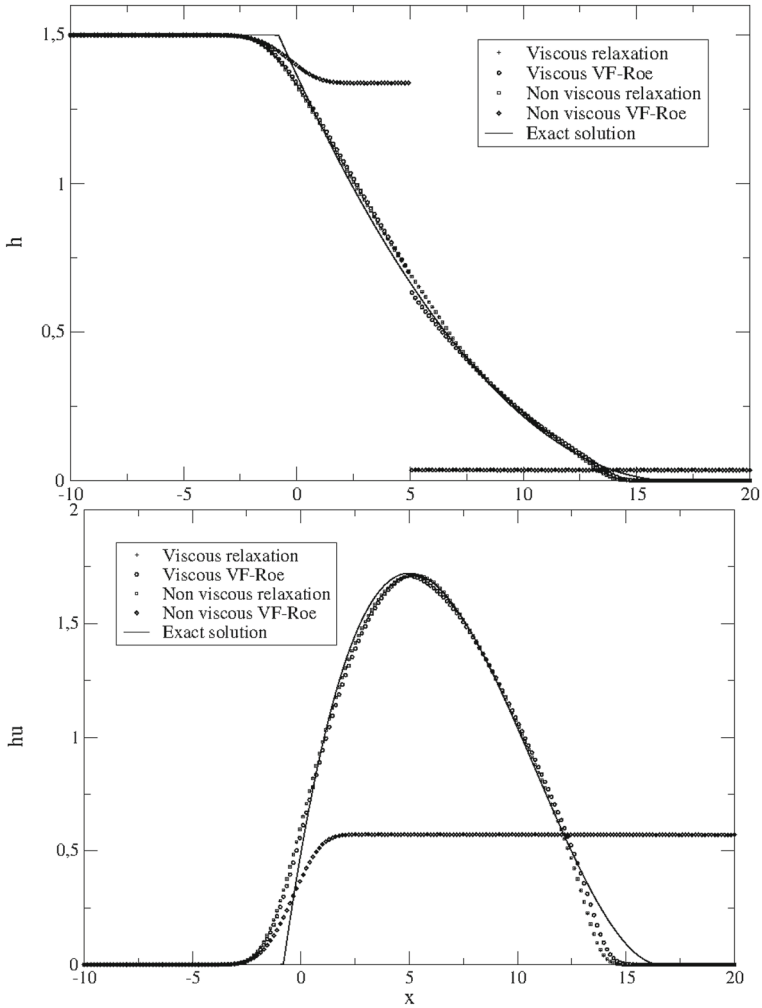 1,5
1
0,5
0
h
-10
-5
0
5
10
15
20
Viscous relaxation
Viscous VF-Roe
Non viscous relaxation
Non viscous VF-Roe
Exact solution
2
1,5
1
0,5
0
hu
Viscous relaxation
Viscous VF-Roe
Non viscous relaxation
Non viscous VF-Roe
Exact solution
-10
-5
0
5
10
15
20
x